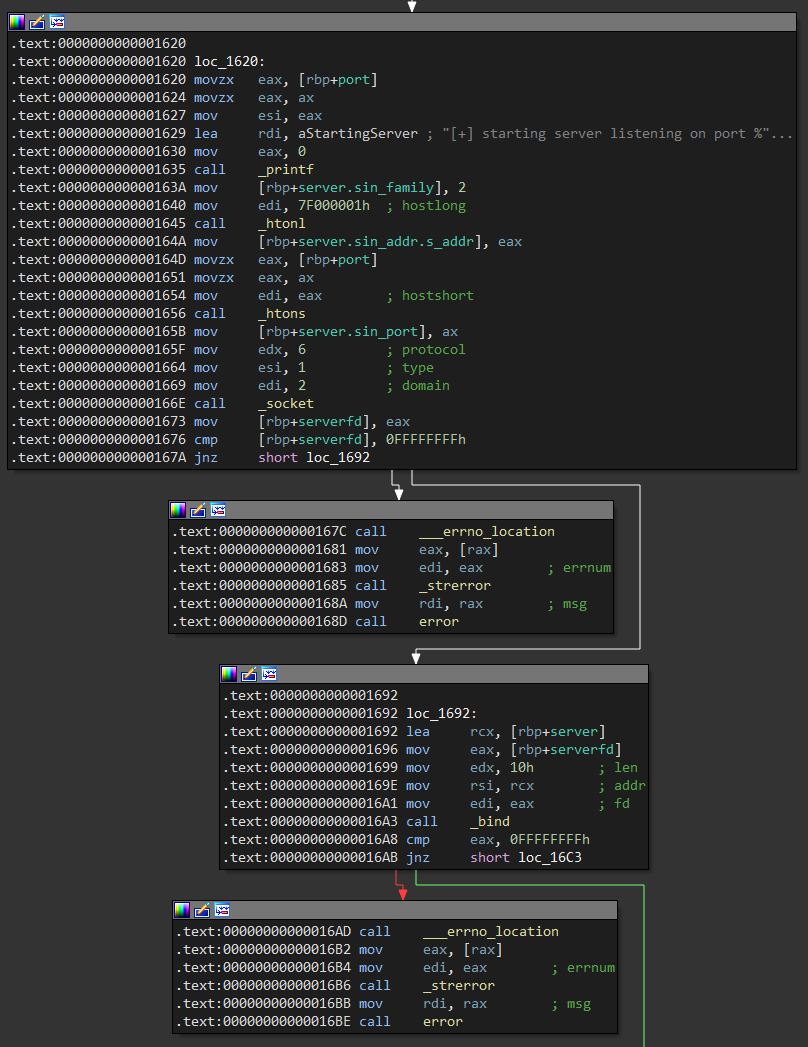 .text:0000000000001620
.text:0000000000001620 loc_1620:
.text:0000000000001620 movzx eax, [rbp+port]
.text:0000000000001624 movzx eax, ax
.text:0000000000001627 mov esi, eax
.text:0000000000001629 lea rdi, aStartingServer ; "[+] starting server listening on port %"...
.text:0000000000001630 mov eax, 0
.text:0000000000001635 call _printf
.text:000000000000163A mov [rbp+server.sin_family], 2
.text:0000000000001640 mov edi, 7F000001h ; hostlong
.text:0000000000001645 call _htonl
.text:000000000000164A mov [rbp+server.sin_addr.s_addr], eax
.text:000000000000164D movzx eax, [rbp+port]
.text:0000000000001651 movzx eax, ax
.text:0000000000001654 mov edi, eax ; hostshort
.text:0000000000001656 call _htons
.text:000000000000165B mov [rbp+server.sin_port], ax
.text:000000000000165F mov edx, 6 ; protocol
.text:0000000000001664 mov esi, 1 ; type
.text:0000000000001669 mov edi, 2 ; domain
.text:000000000000166E call _socket
.text:0000000000001673 mov [rbp+serverfd], eax
.text:0000000000001676 cmp [rbp+serverfd], 0FFFFFFFFh
.text:000000000000167A jnz short loc_1692
.text:000000000000167C call ___errno_location
.text:0000000000001681 mov eax, [rax]
.text:0000000000001683 mov edi, eax ; errnum
.text:0000000000001685 call _strerror
.text:000000000000168A mov rdi, rax ; msg
.text:000000000000168D call error
.text:0000000000001692
.text:0000000000001692 loc_1692:
.text:0000000000001692 lea rcx, [rbp+server]
.text:0000000000001696 mov eax, [rbp+serverfd]
.text:0000000000001699 mov edx, 10h ; len
.text:000000000000169E mov rsi, rcx ; addr
.text:00000000000016A1 mov edi, eax ; fd
.text:00000000000016A3 call _bind
.text:00000000000016A8 cmp eax, 0FFFFFFFFh
.text:00000000000016AB jnz short loc_16C3
.text:00000000000016AD call ___errno_location
.text:00000000000016B2 mov eax, [rax]
.text:00000000000016B4 mov edi, eax ; errnum
.text:00000000000016B6 call _strerror
.text:00000000000016BB mov rdi, rax ; msg
.text:00000000000016BE call error